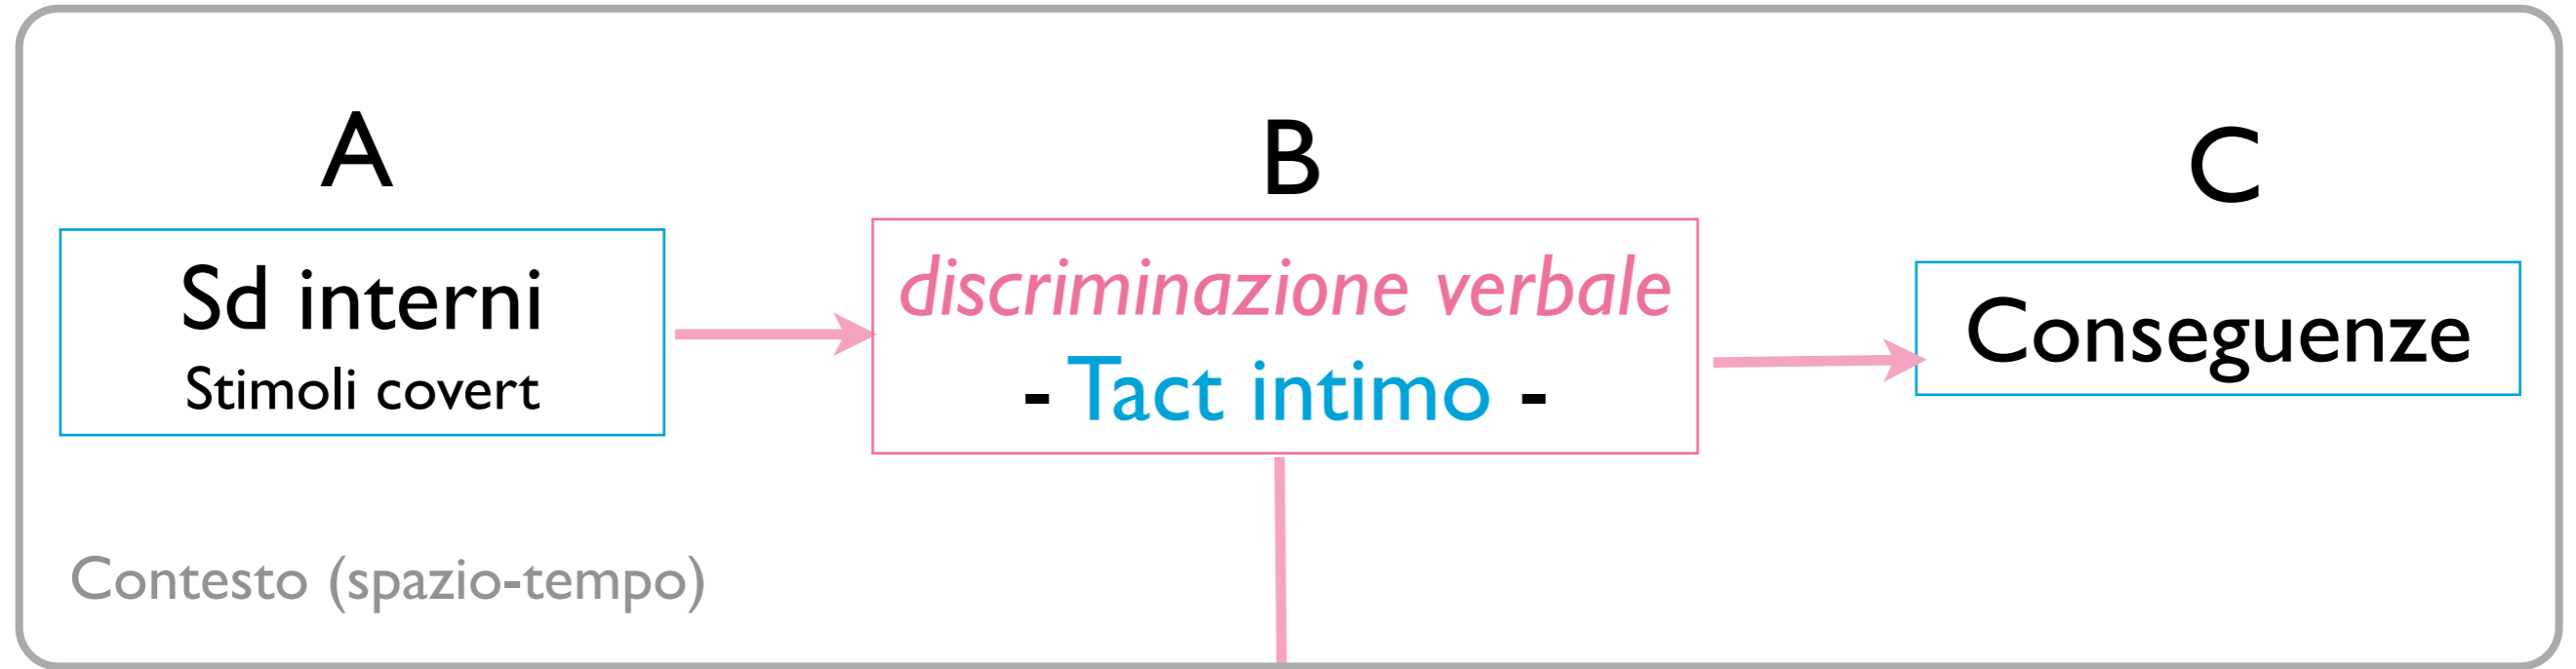 A
B
C
Sd interni
Stimoli covert
discriminazione verbale
- Tact intimo -
Conseguenze
Contesto (spazio-tempo)